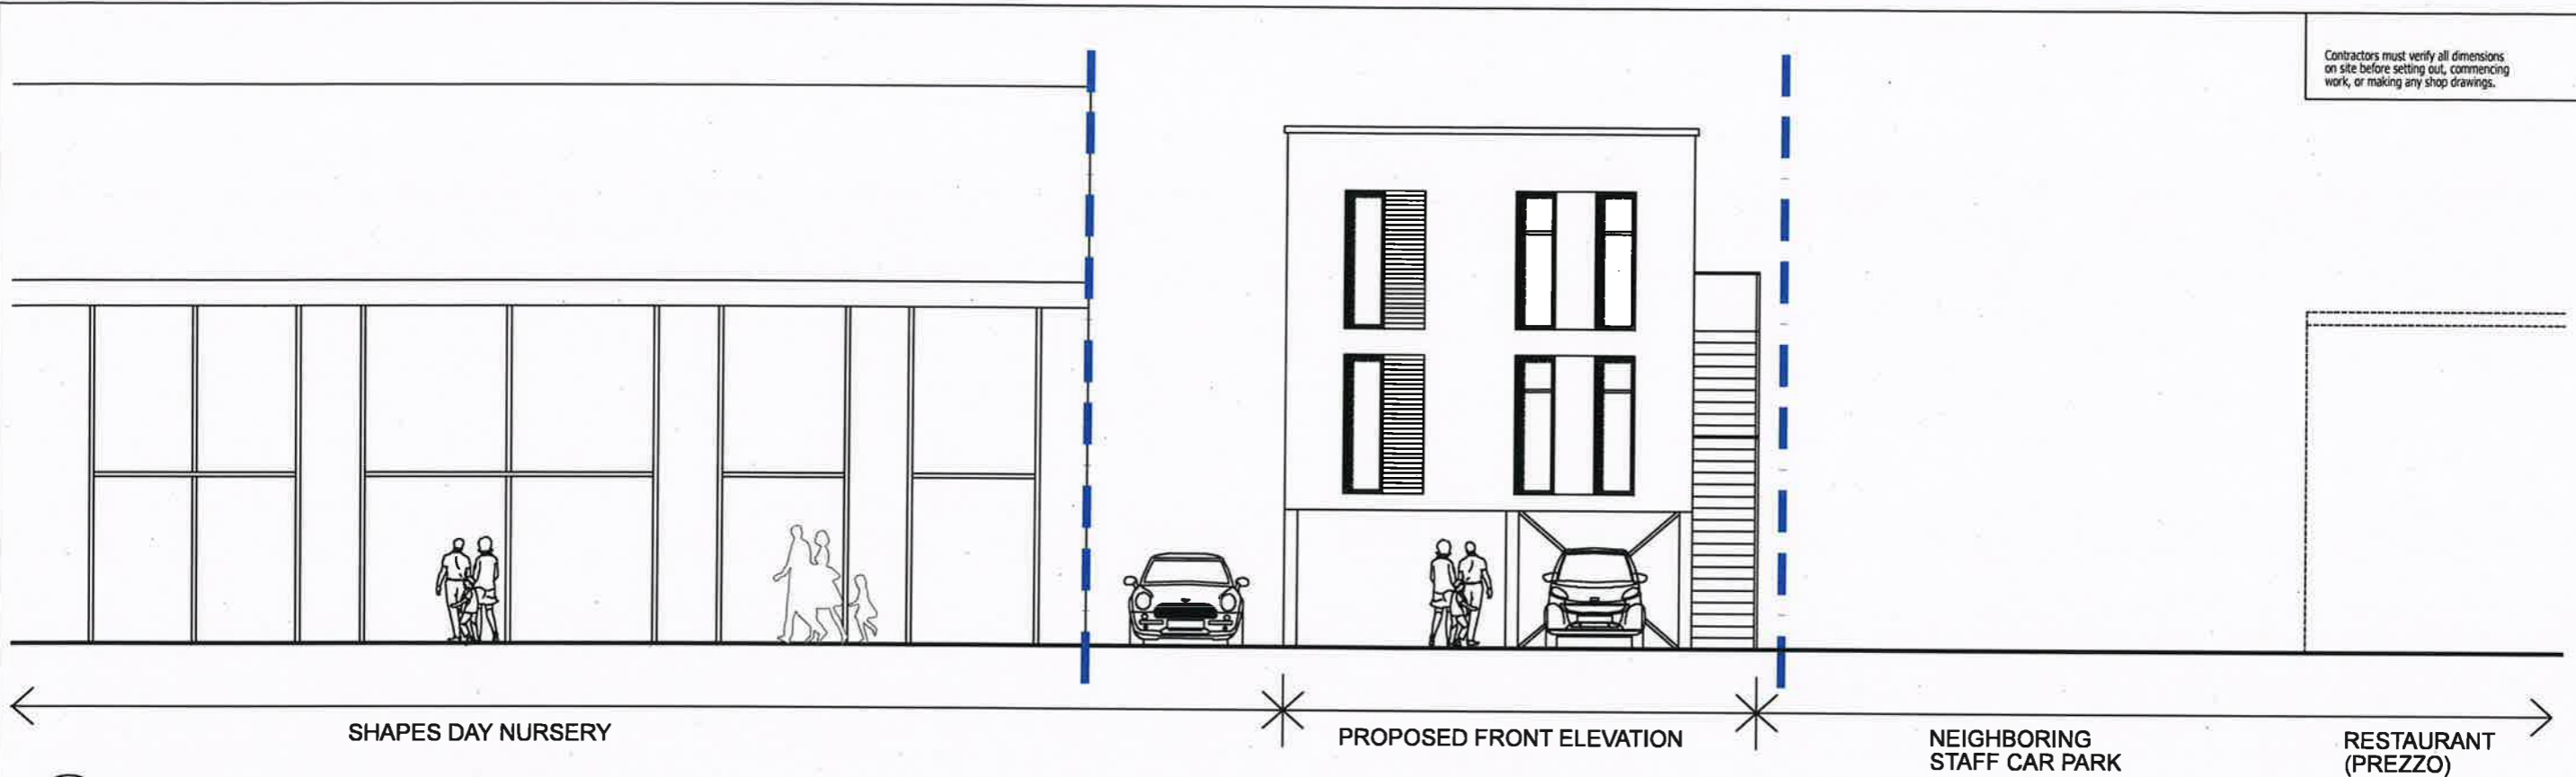 Contractors must verify all dimensions
on site before setting out, commencing
work, or making any shop drawings.
SHAPES DAY NURSERY
PROPOSED FRONT ELEVATION
NEIGHBORING
STAFF CAR PARK
RESTAURANT
(PREZZO)